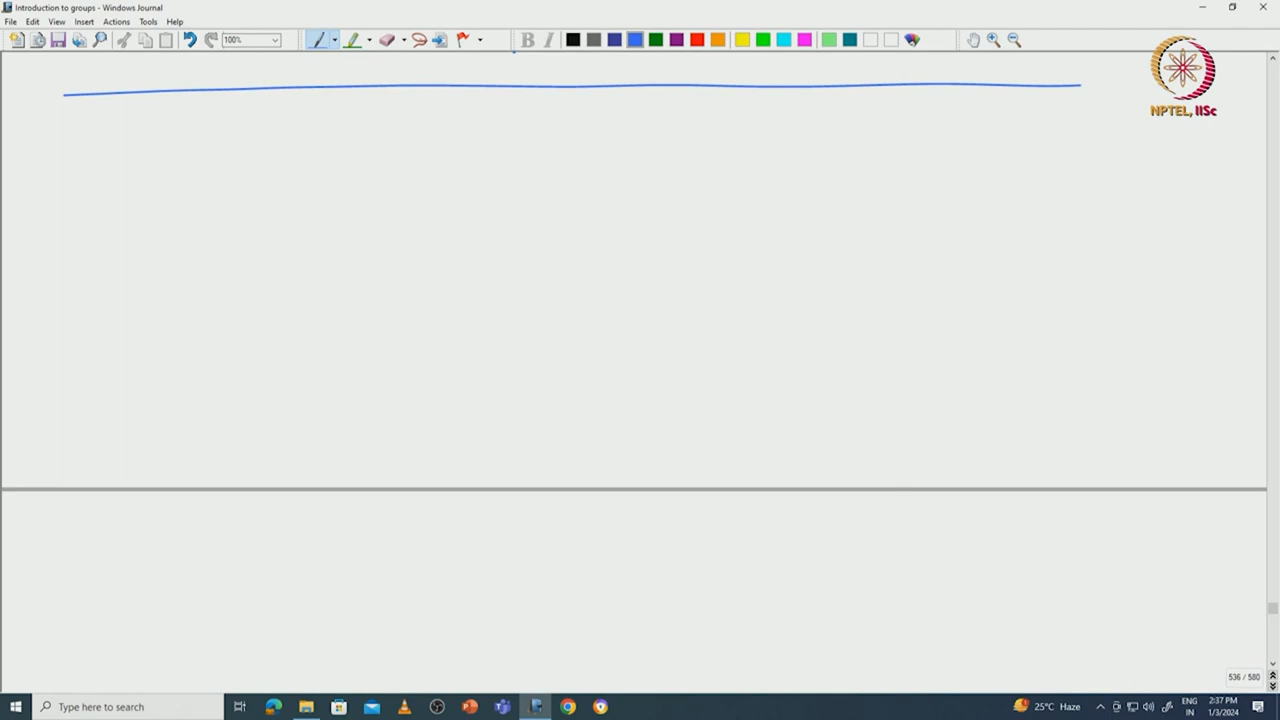 Introduction to groups - Windows Journal
File Edit View Insert Actions Tools Help
100%
B I
NPTEL, IISc
536 / 580
Type here to search
25°C Haze
ENG
IN
2:37 PM
1/3/2024